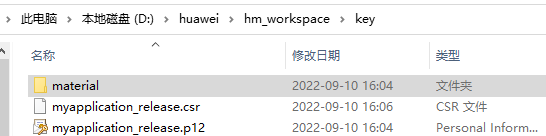 此电脑 > 本地磁盘 (D:) > huawei > hm_workspace > key
名称 修改日期 类型
material 2022-09-10 16:04 文件夹
myapplication_release.csr 2022-09-10 16:06 CSR 文件
myapplication_release.p12 2022-09-10 16:04 Personal Inform...